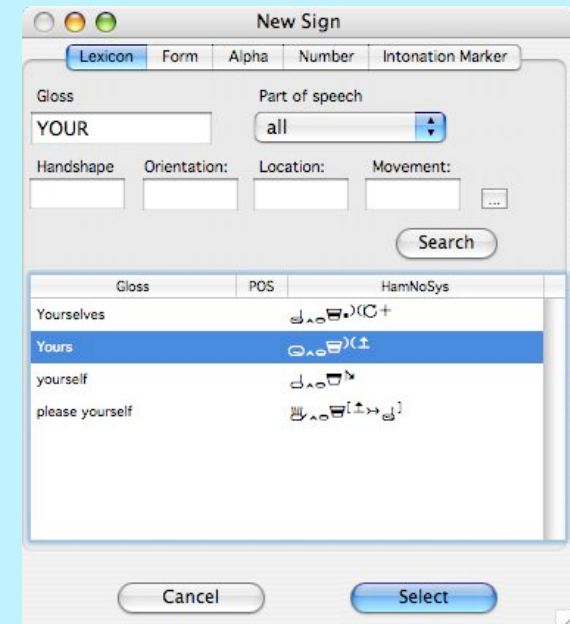 New Sign
Lexicon Form Alpha Number Intonation Marker
Gloss Part of speech
YOUR all
Handshape Orientation: Location: Movement:
...
Search
Gloss POS HamNoSys
Yourselves
Yours
yourself
please yourself
Cancel Select